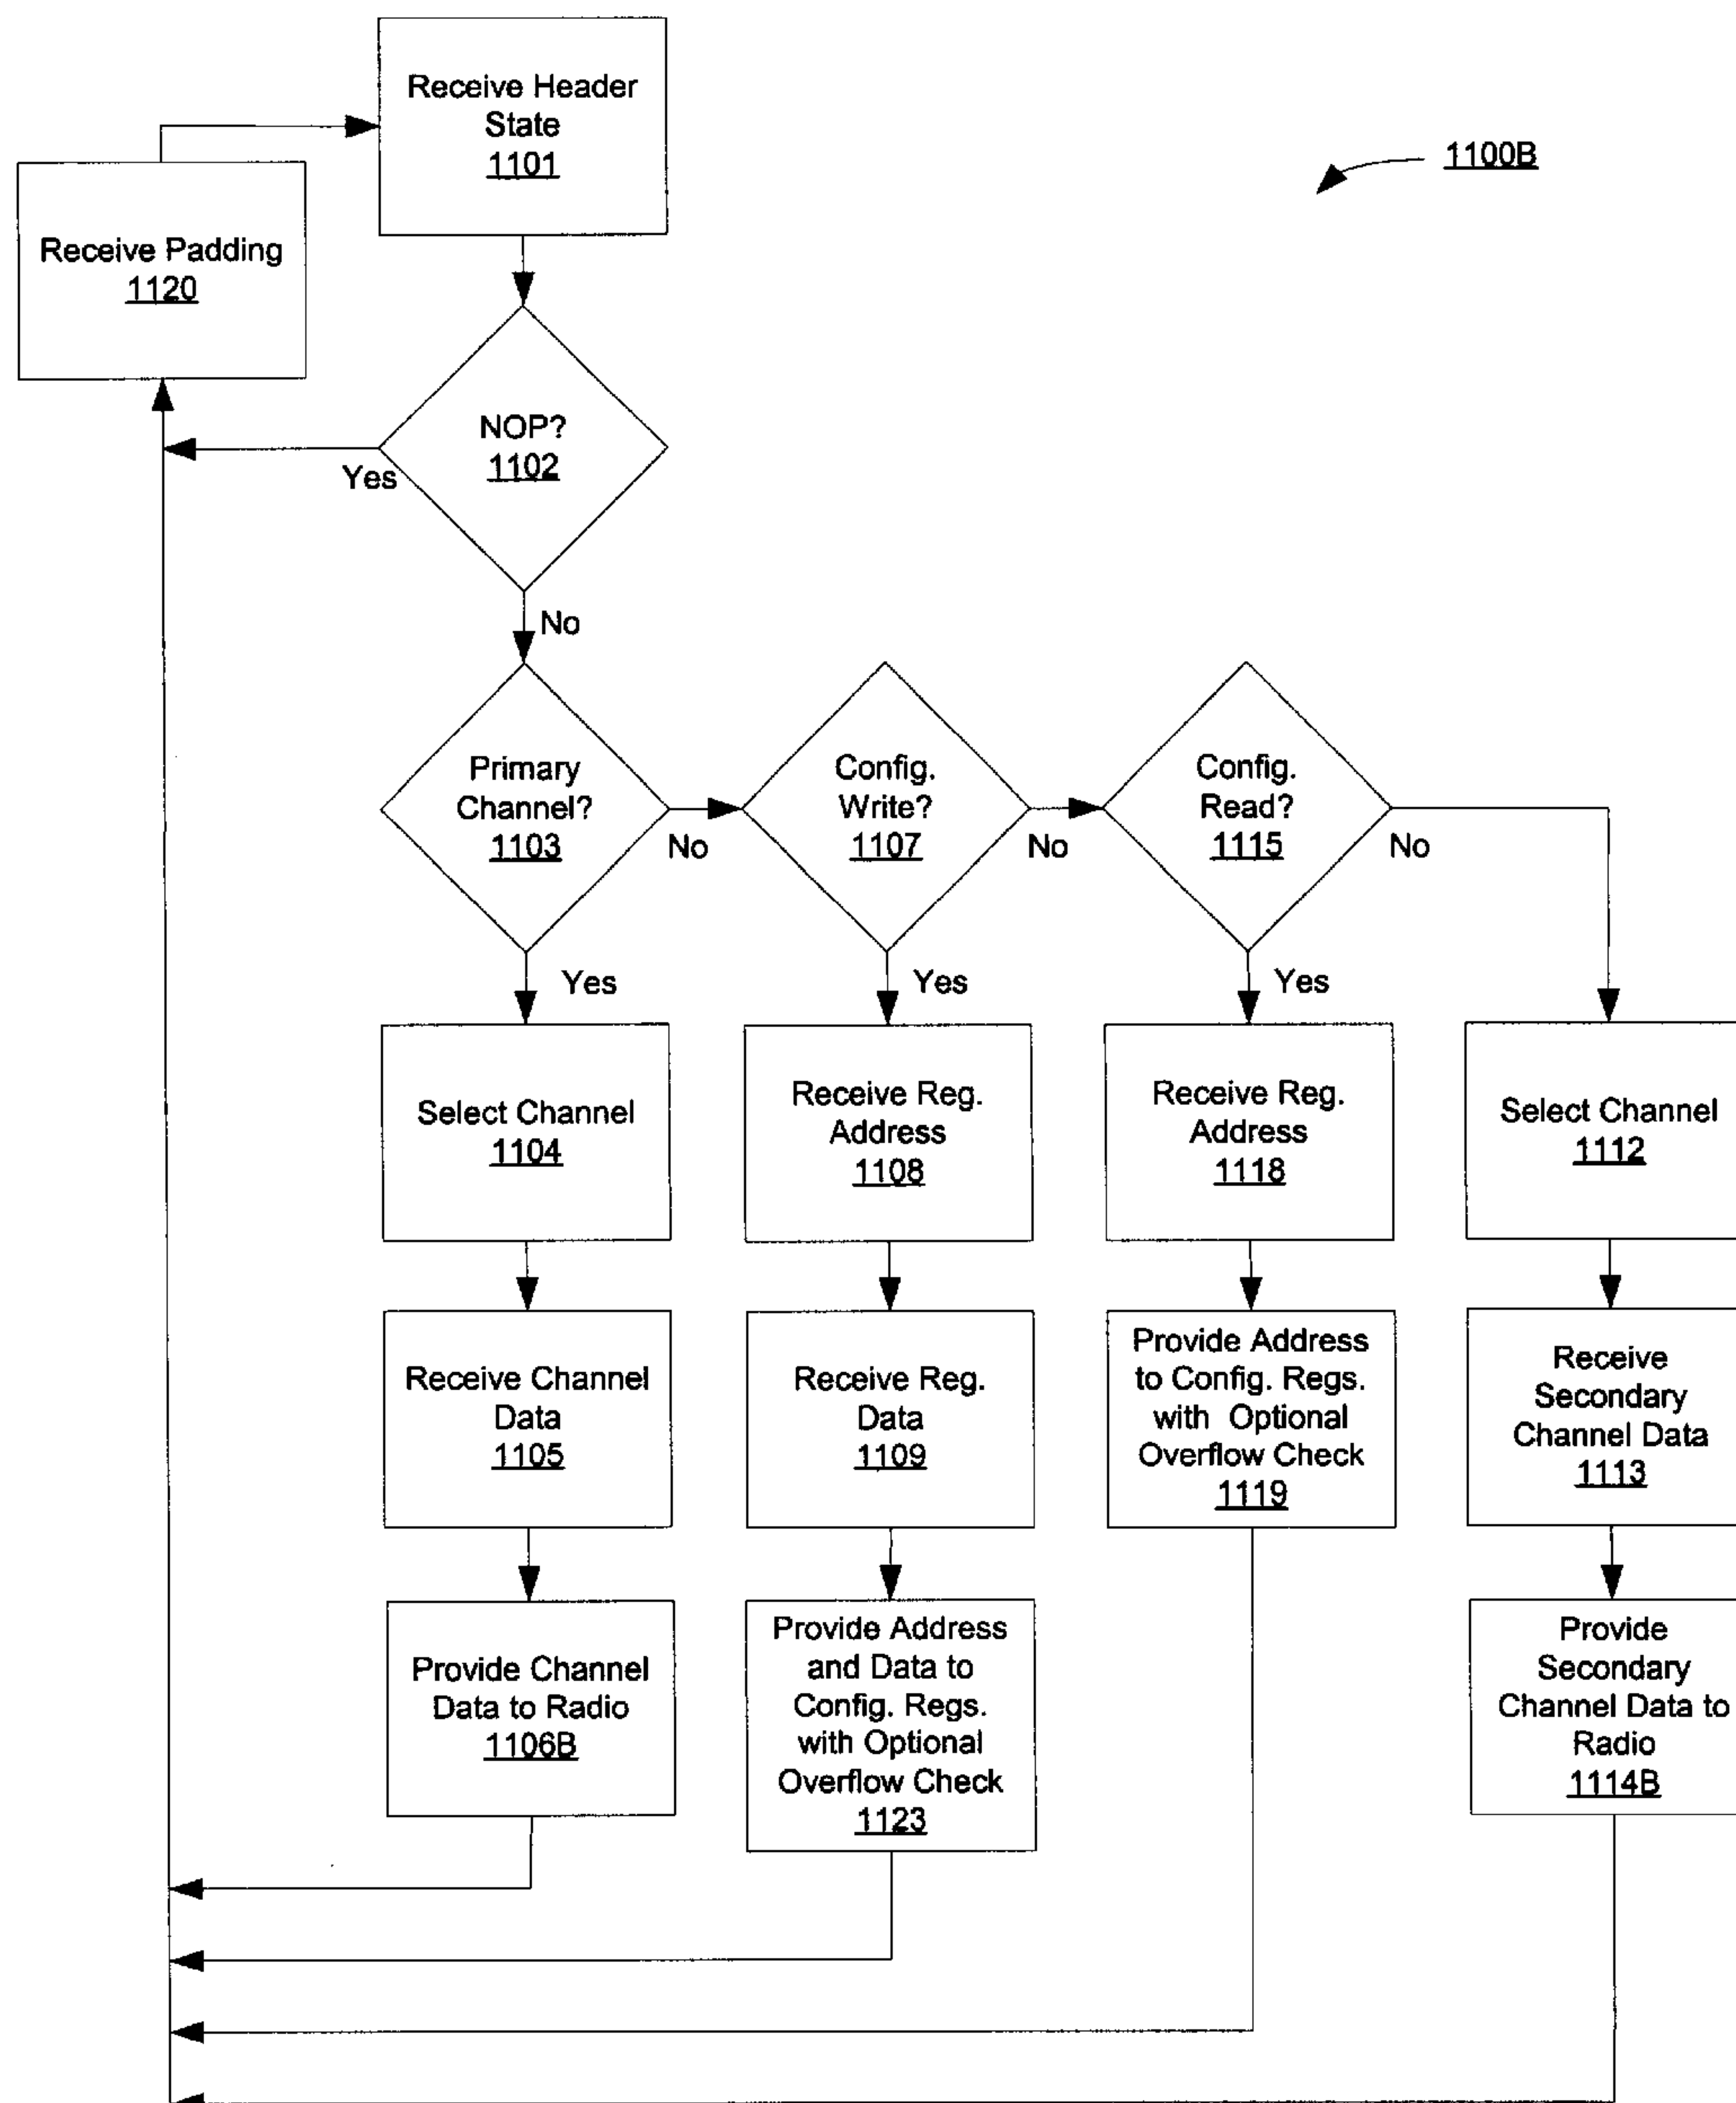 Receive Header
State
1101
1100B
Receive Padding
1120
NOP?
1102
Yes
No
Primary
Channel?
1103
No
Config.
Write?
1107
No
Config.
Read?
1115
No
Yes
Yes
Yes
Select Channel
1104
Receive Reg.
Address
1108
Receive Reg.
Address
1118
Select Channel
1112
Receive Channel
Data
1105
Receive Reg.
Data
1109
Provide Address
to Config. Regs.
with Optional
Overflow Check
1119
Receive
Secondary
Channel Data
1113
Provide Channel
Data to Radio
1106B
Provide Address
and Data to
Config. Regs.
with Optional
Overflow Check
1123
Provide
Secondary
Channel Data to
Radio
1114B